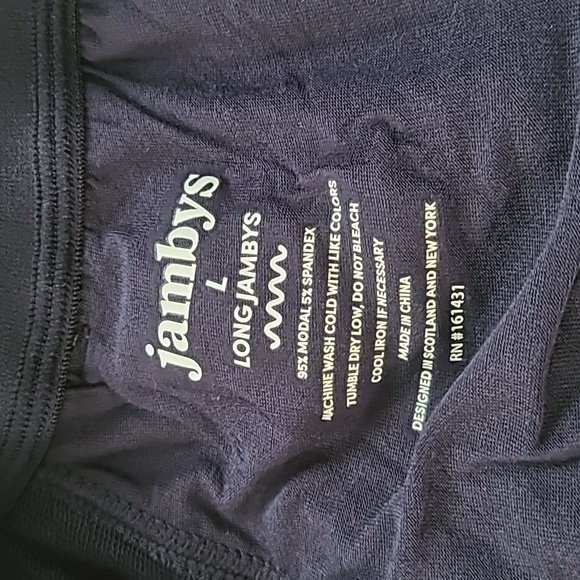 jambys
L
LONG JAMBYS
95% MODAL 5% SPANDEX
MACHINE WASH COLD WITH LIKE COLORS
TUMBLE DRY LOW, DO NOT BLEACH
COOL IRON IF NECESSARY
MADE IN CHINA
DESIGNED IN SCOTLAND AND NEW YORK
RN #161431